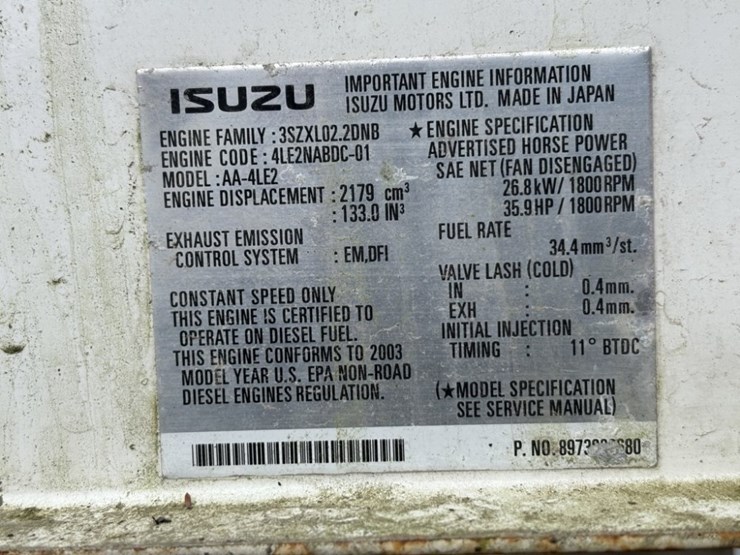 ISUZU
IMPORTANT ENGINE INFORMATION
ISUZU MOTORS LTD. MADE IN JAPAN
ENGINE FAMILY : 3SZXL02.2DNB
ENGINE CODE : 4LE2NABDC-01
MODEL : AA-4LE2
ENGINE DISPLACEMENT : 2179 cm³
: 133.0 IN³
EXHAUST EMISSION
CONTROL SYSTEM : EM,DFI
CONSTANT SPEED ONLY
THIS ENGINE IS CERTIFIED TO
OPERATE ON DIESEL FUEL.
THIS ENGINE CONFORMS TO 2003
MODEL YEAR U.S. EPA NON-ROAD
DIESEL ENGINES REGULATION.
★ENGINE SPECIFICATION
ADVERTISED HORSE POWER
SAE NET (FAN DISENGAGED)
26.8kW/ 1800RPM
35.9HP / 1800RPM
FUEL RATE
34.4mm³/st.
VALVE LASH (COLD)
IN : 0.4mm.
EXH : 0.4mm.
INITIAL INJECTION
TIMING : 11° BTDC
(★MODEL SPECIFICATION
SEE SERVICE MANUAL)
P. NO.